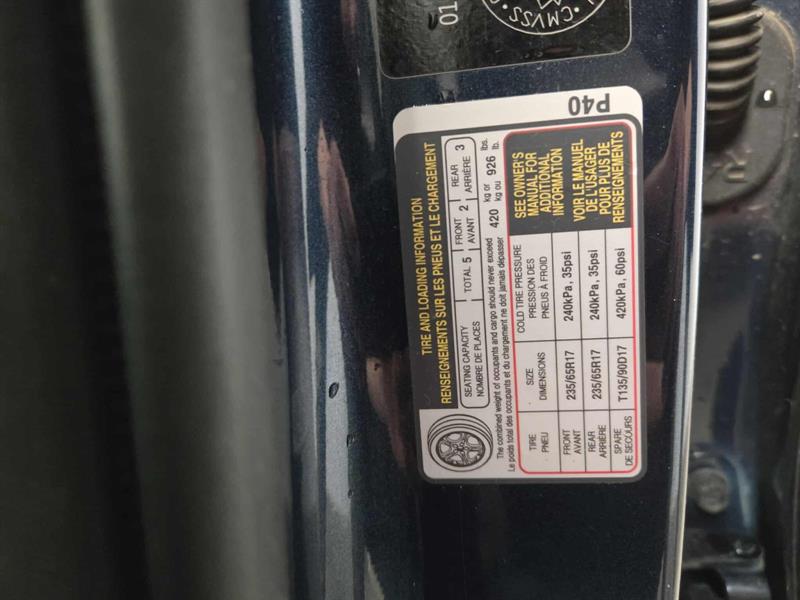 01
CMVSS
P40
TIRE AND LOADING INFORMATION
RENSEIGNEMENTS SUR LES PNEUS ET LE CHARGEMENT
SEATING CAPACITY
NOMBRE DE PLACES
TOTAL 5
FRONT
AVANT 2
REAR
ARRIÈRE 3
The combined weight of occupants and cargo should never exceed
Le poids total des occupants et du chargement ne doit jamais dépasser
420 kg or
kg ou 926 lbs.
lb.
TIRE
PNEU
SIZE
DIMENSIONS
COLD TIRE PRESSURE
PRESSION DES
PNEUS À FROID
FRONT
AVANT
235/65R17
240kPa, 35psi
REAR
ARRIÈRE
235/65R17
240kPa, 35psi
SPARE
DE SECOURS
T135/90D17
420kPa, 60psi
SEE OWNER'S
MANUAL FOR
ADDITIONAL
INFORMATION
VOIR LE MANUEL
DE L'USAGER
POUR PLUS DE
RENSEIGNEMENTS
R